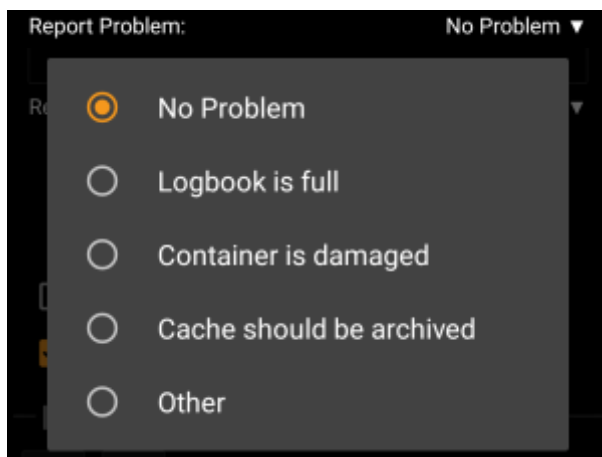 Report Problem: No Problem ▼
No Problem
Logbook is full
Container is damaged
Cache should be archived
Other